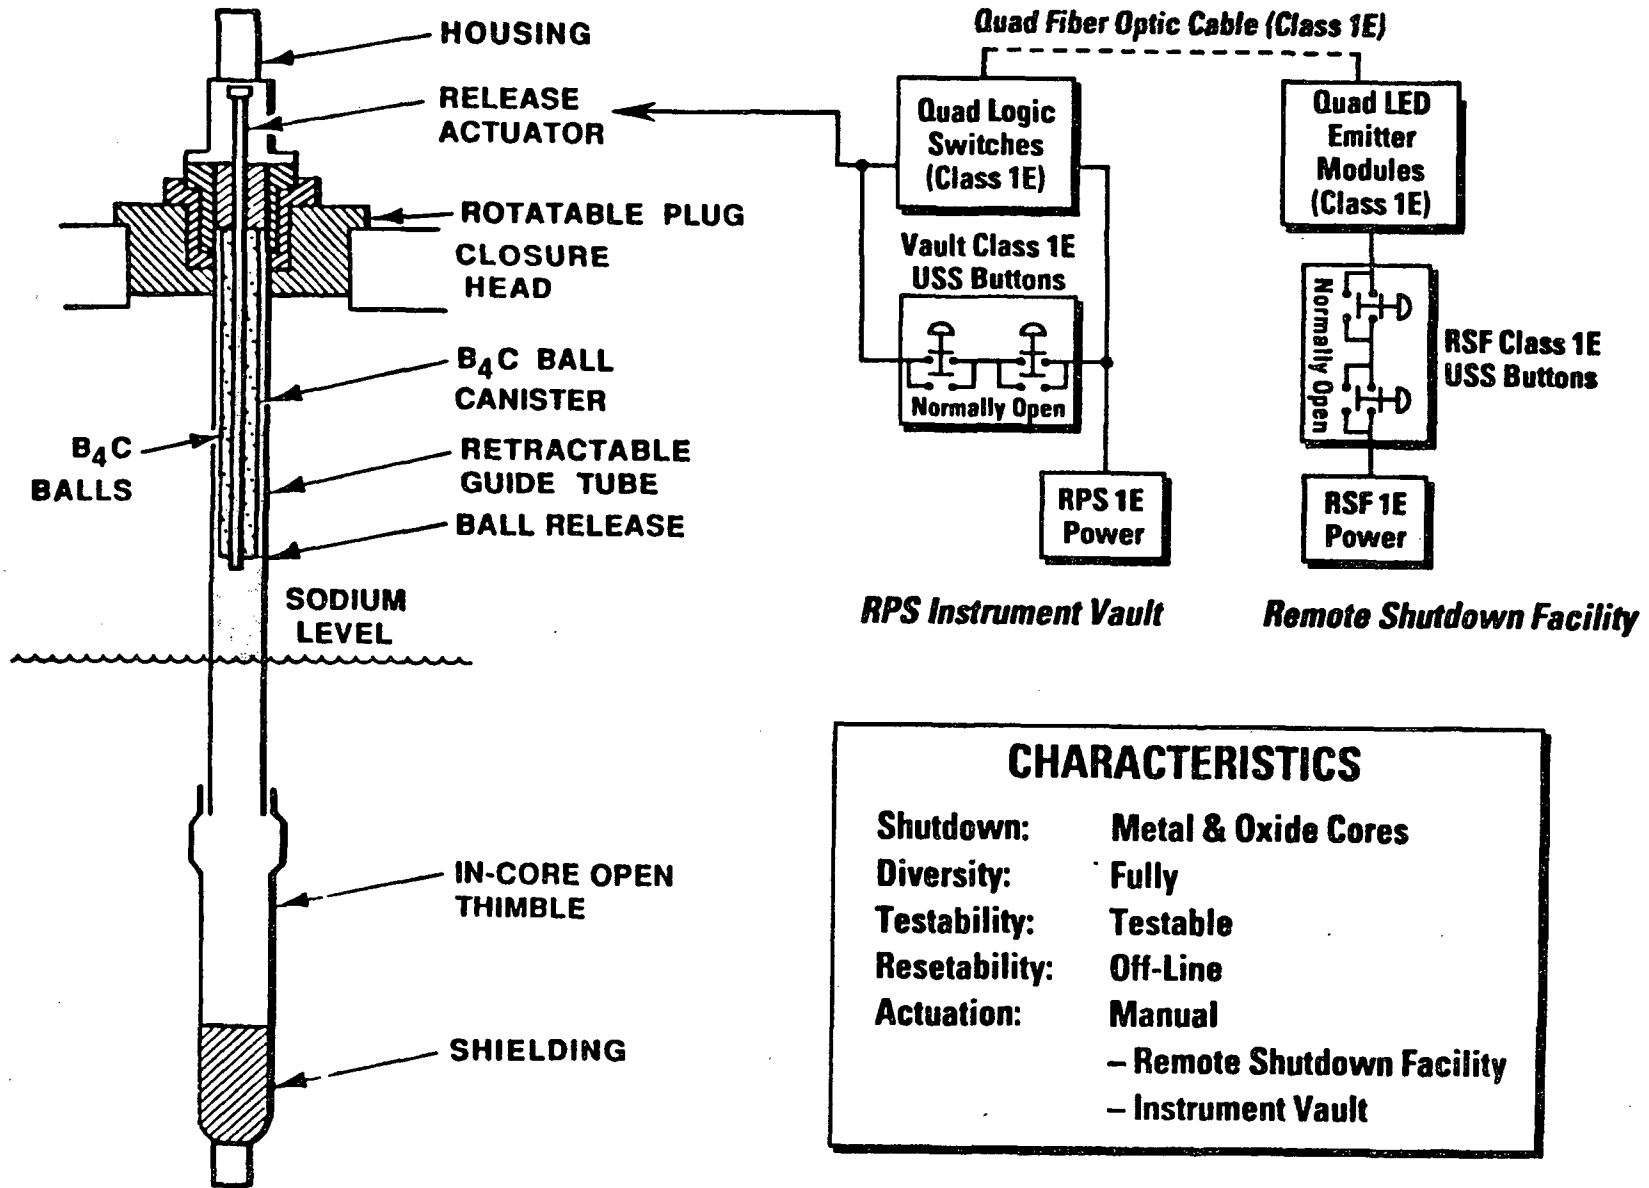 HOUSING
RELEASE
ACTUATOR
ROTATABLE PLUG
CLOSURE
HEAD
B4C BALL
CANISTER
B4C
BALLS
RETRACTABLE
GUIDE TUBE
BALL RELEASE
SODIUM
LEVEL
IN-CORE OPEN
THIMBLE
SHIELDING
Quad Fiber Optic Cable (Class 1E)
Quad Logic
Switches
(Class 1E)
Quad LED
Emitter
Modules
(Class 1E)
Vault Class 1E
USS Buttons
Normally Open
Normally Open
RSF Class 1E
USS Buttons
RPS 1E
Power
RSF 1E
Power
RPS Instrument Vault
Remote Shutdown Facility
CHARACTERISTICS
Shutdown: Metal & Oxide Cores
Diversity: Fully
Testability: Testable
Resetability: Off-Line
Actuation: Manual
– Remote Shutdown Facility
– Instrument Vault